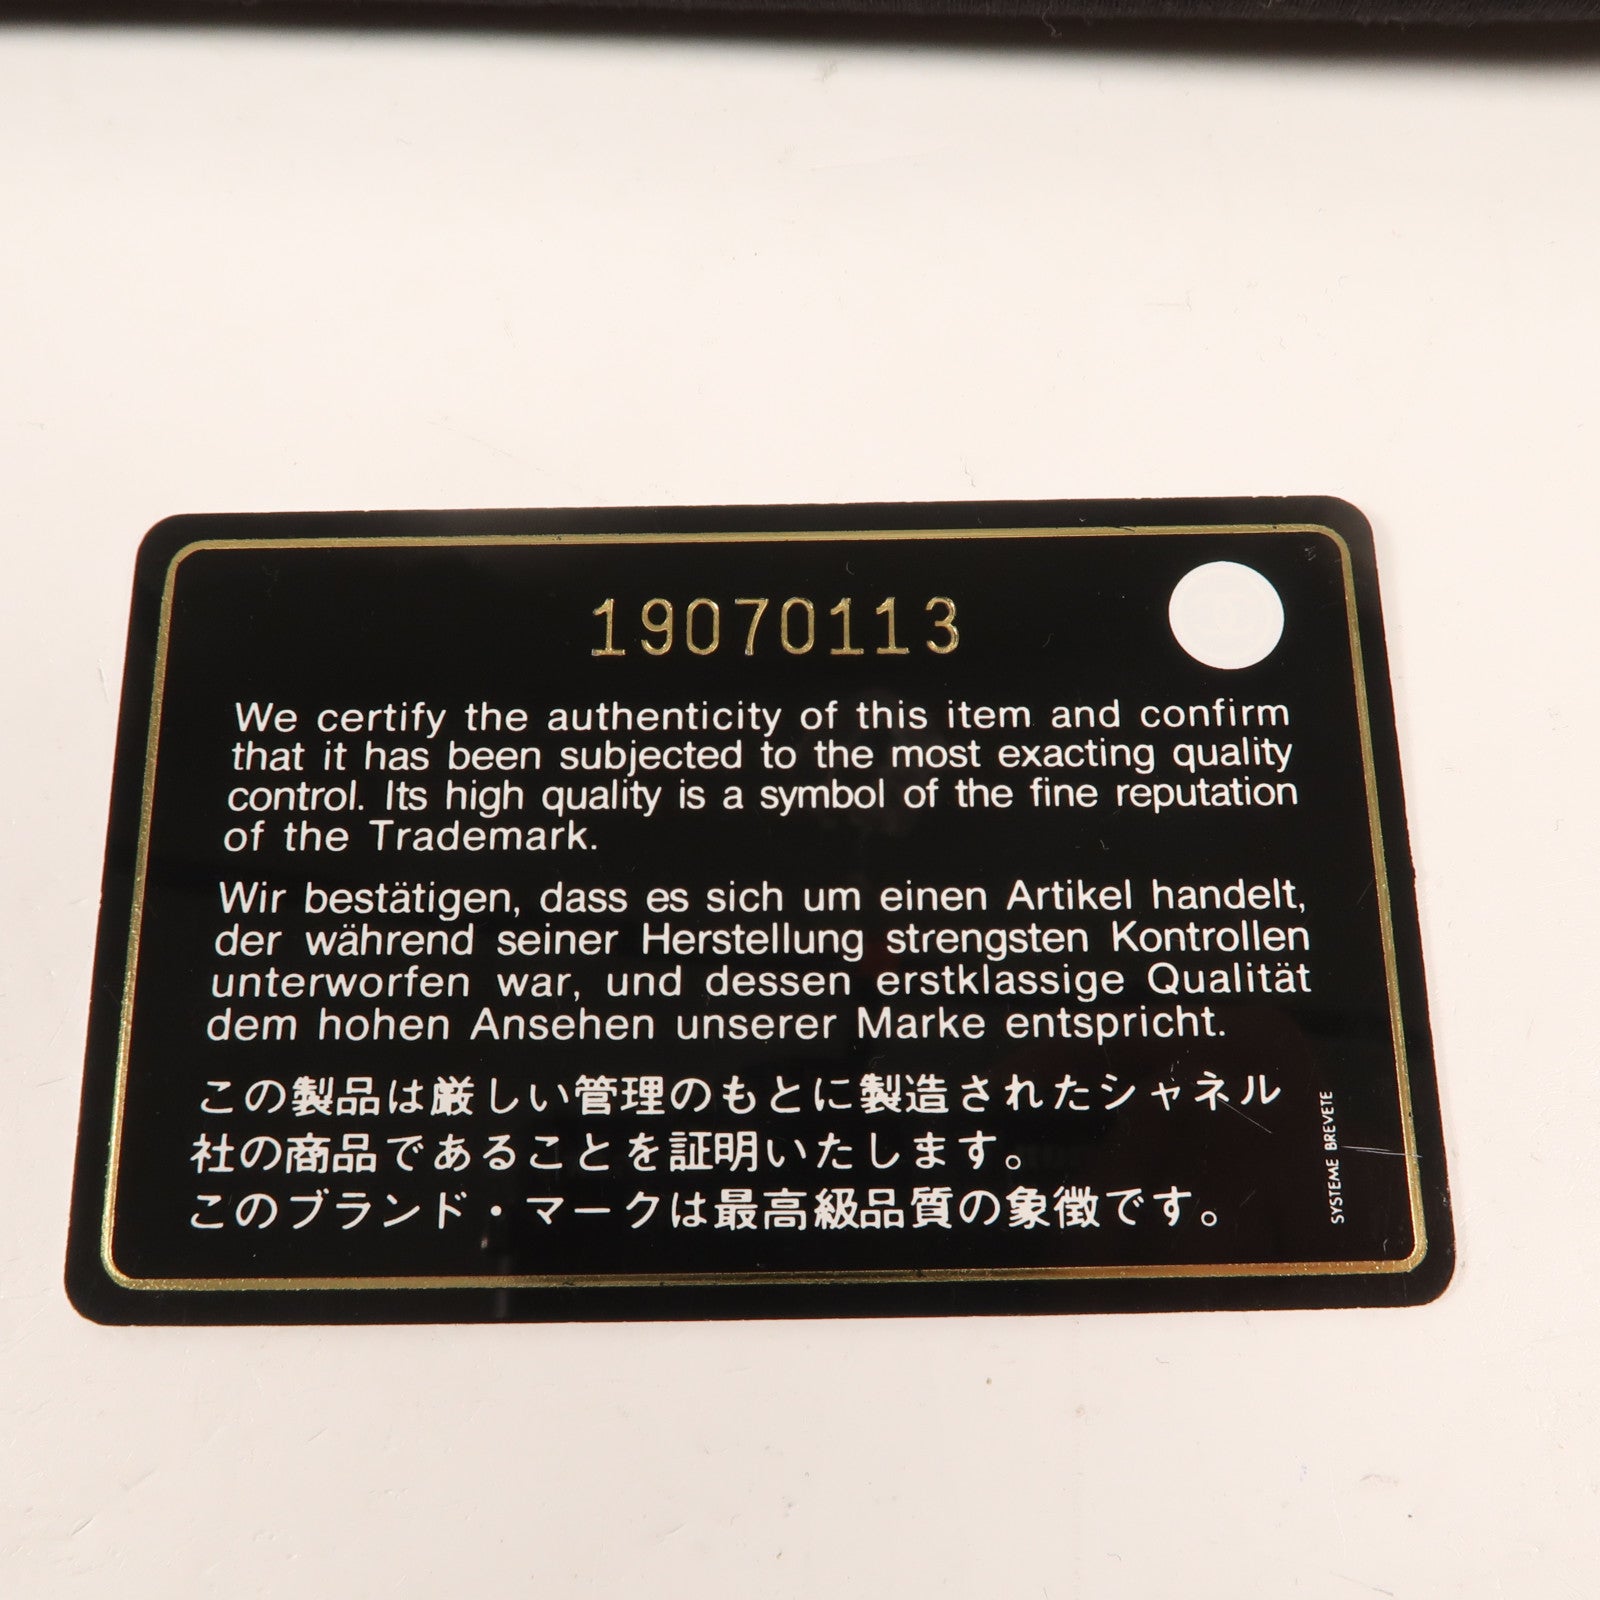 19070113
We certify the authenticity of this item and confirm
that it has been subjected to the most exacting quality
control. Its high quality is a symbol of the fine reputation
of the Trademark.
Wir bestätigen, dass es sich um einen Artikel handelt,
der während seiner Herstellung strengsten Kontrollen
unterworfen war, und dessen erstklassige Qualität
dem hohen Ansehen unserer Marke entspricht.
この製品は厳しい管理のもとに製造されたシャネル
社の商品であることを証明いたします。
このブランド・マークは最高級品質の象徴です。
SYSTEME BREVETE